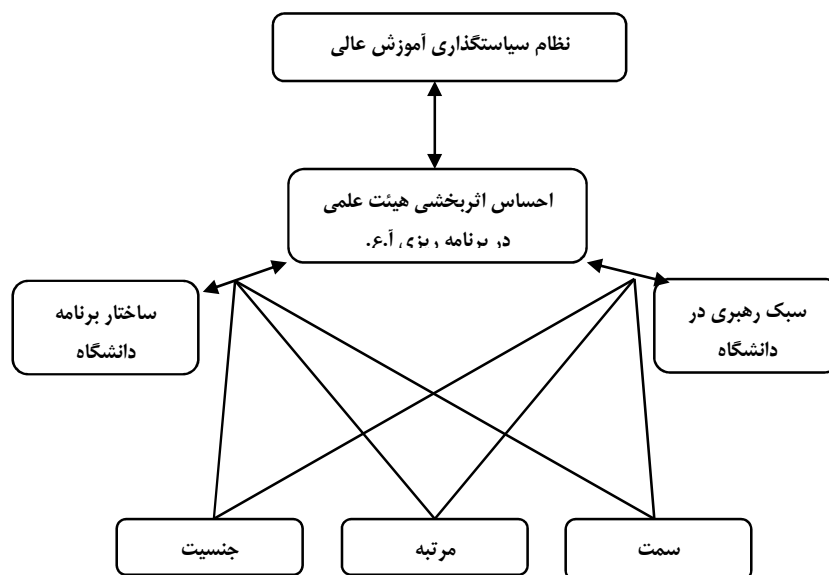 نظام سیاستگذاری آموزش عالی
احساس اثربخشی هیئت علمی
در برنامه ریزی آ.ع.
سبک رهبری در
دانشگاه
ساختار برنامه
دانشگاه
سمت
مرتبه
جنسیت